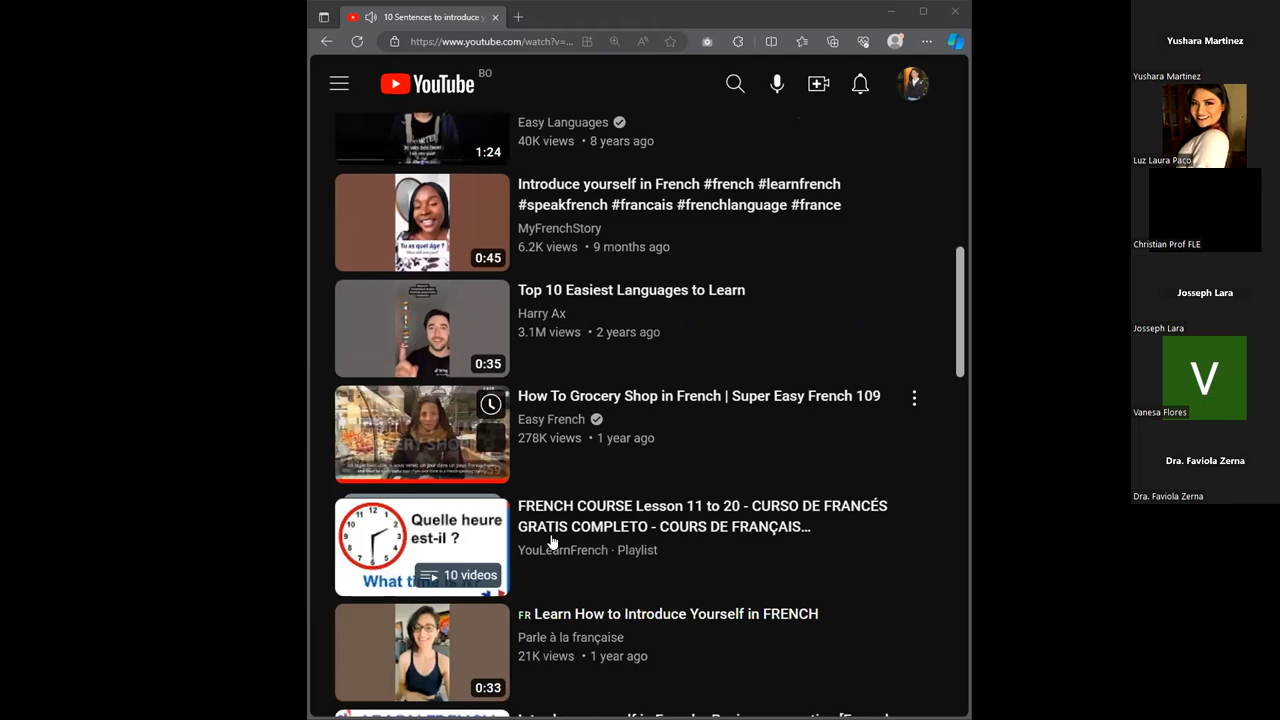 10 Sentences to introduce y
https://www.youtube.com/watch?v=...
YouTube BO
Easy Languages
40K views • 8 years ago
1:24
Introduce yourself in French #french #learnfrench
#speakfrench #francais #frenchlanguage #france
MyFrenchStory
6.2K views • 9 months ago
Tu as quel âge ?
0:45
Top 10 Easiest Languages to Learn
Harry Ax
3.1M views • 2 years ago
0:35
How To Grocery Shop in French | Super Easy French 109
Easy French
278K views • 1 year ago
FRENCH COURSE Lesson 11 to 20 - CURSO DE FRANCÉS
GRATIS COMPLETO - COURS DE FRANÇAIS...
YouLearnFrench · Playlist
Quelle heure
est-il ?
10 videos
What time is it?
FR Learn How to Introduce Yourself in FRENCH
Parle à la française
21K views • 1 year ago
0:33
Yushara Martinez
Yushara Martinez
Luz Laura Paco
Christian Prof FLE
Josseph Lara
Josseph Lara
V
Vanesa Flores
Dra. Faviola Zerna
Dra. Faviola Zerna